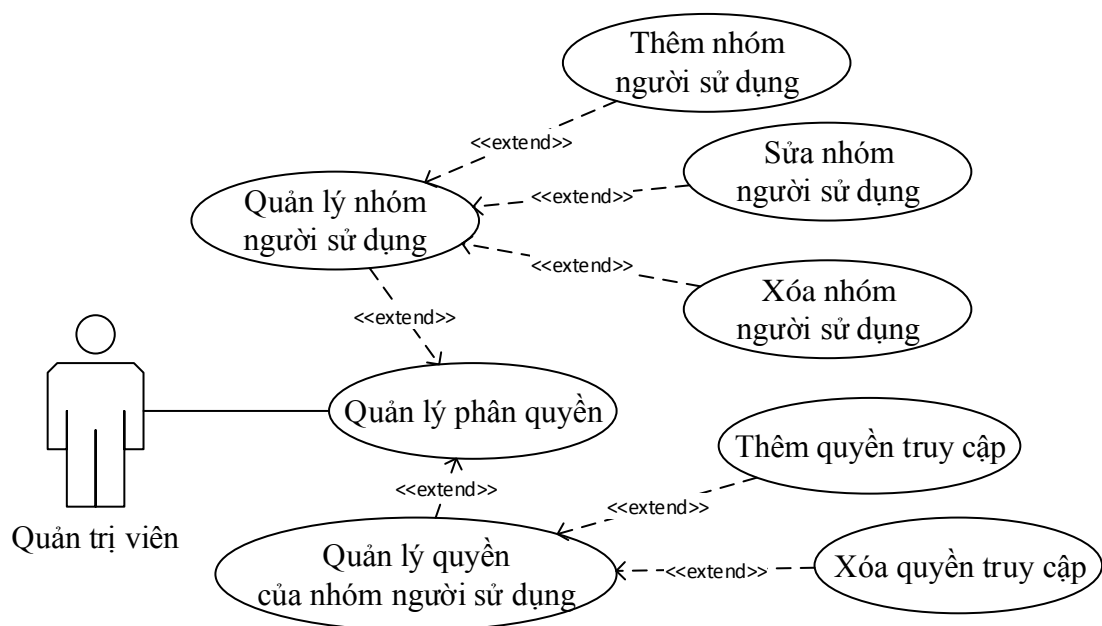 Thêm nhóm
người sử dụng
<<extend>>
Sửa nhóm
người sử dụng
<<extend>>
Quản lý nhóm
người sử dụng
<<extend>>
Xóa nhóm
người sử dụng
<<extend>>
Quản lý phân quyền
Thêm quyền truy cập
<<extend>>
<<extend>>
Quản trị viên
Quản lý quyền
của nhóm người sử dụng
<<extend>>
Xóa quyền truy cập